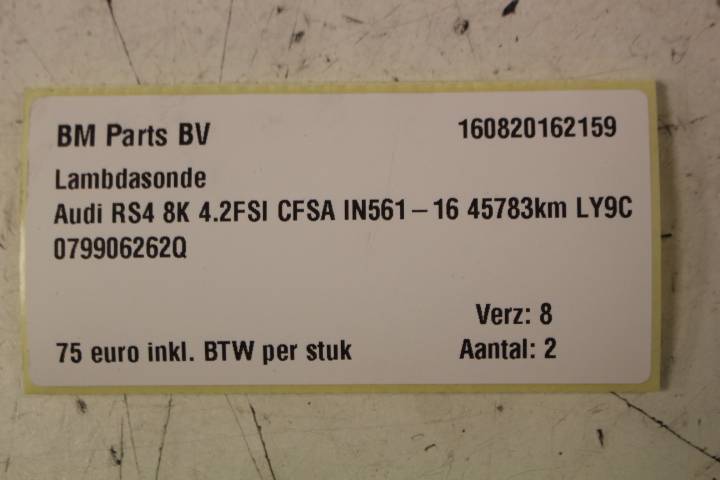 BM Parts BV 160820162159
Lambdasonde
Audi RS4 8K 4.2FSI CFSA IN561-16 45783km LY9C
079906262Q
Verz: 8
75 euro inkl. BTW per stuk Aantal: 2